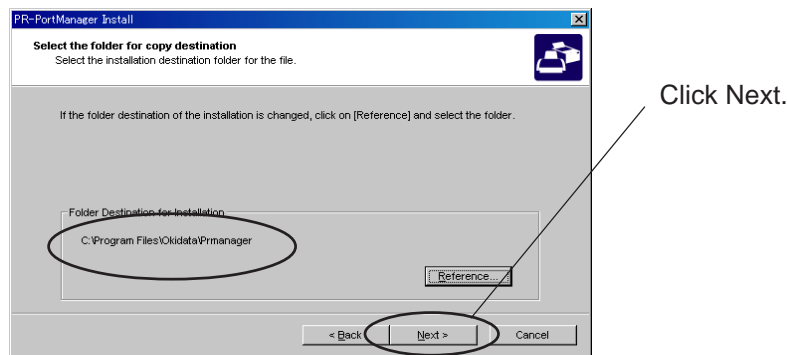 PR-PortManager Install
Select the folder for copy destination
Select the installation destination folder for the file.
Click Next.
If the folder destination of the installation is changed, click on [Reference] and select the folder.
Folder Destination for Installation
C:\Program Files\Okidata\Prmanager
Reference...
< Back
Next >
Cancel